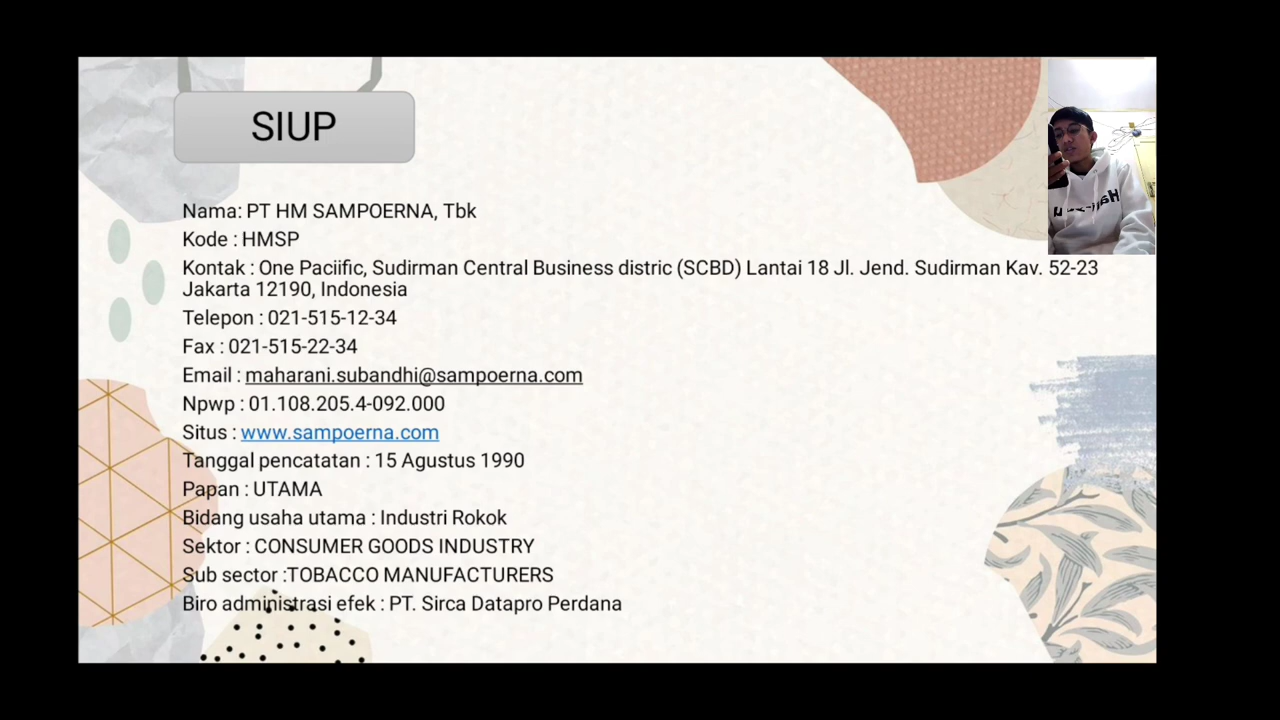 SIUP
Nama: PT HM SAMPOERNA, Tbk
Kode : HMSP
Kontak : One Paciific, Sudirman Central Business distric (SCBD) Lantai 18 Jl. Jend. Sudirman Kav. 52-23
Jakarta 12190, Indonesia
Telepon : 021-515-12-34
Fax : 021-515-22-34
Email : maharani.subandhi@sampoerna.com
Npwp : 01.108.205.4-092.000
Situs : www.sampoerna.com
Tanggal pencatatan : 15 Agustus 1990
Papan : UTAMA
Bidang usaha utama : Industri Rokok
Sektor : CONSUMER GOODS INDUSTRY
Sub sector :TOBACCO MANUFACTURERS
Biro administrasi efek : PT. Sirca Datapro Perdana